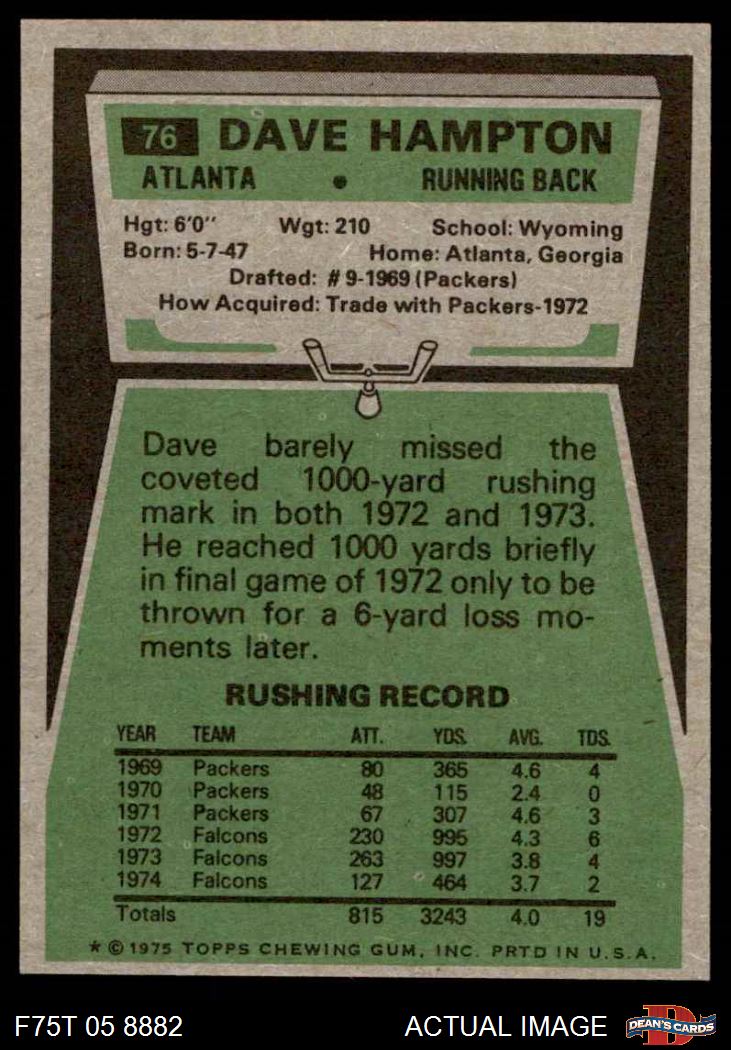 76 DAVE HAMPTON
ATLANTA • RUNNING BACK
Hgt: 6'0" Wgt: 210 School: Wyoming
Born: 5-7-47 Home: Atlanta, Georgia
Drafted: #9-1969 (Packers)
How Acquired: Trade with Packers-1972
Dave barely missed the
coveted 1000-yard rushing
mark in both 1972 and 1973.
He reached 1000 yards briefly
in final game of 1972 only to be
thrown for a 6-yard loss mo-
ments later.
RUSHING RECORD
YEAR TEAM ATT. YDS. AVG. TDS.
1969 Packers 80 365 4.6 4
1970 Packers 48 115 2.4 0
1971 Packers 67 307 4.6 3
1972 Falcons 230 995 4.3 6
1973 Falcons 263 997 3.8 4
1974 Falcons 127 464 3.7 2
Totals 815 3243 4.0 19
* © 1975 TOPPS CHEWING GUM, INC. PRTD IN U.S.A.
F75T 05 8882 ACTUAL IMAGE D DEAN'S CARDS